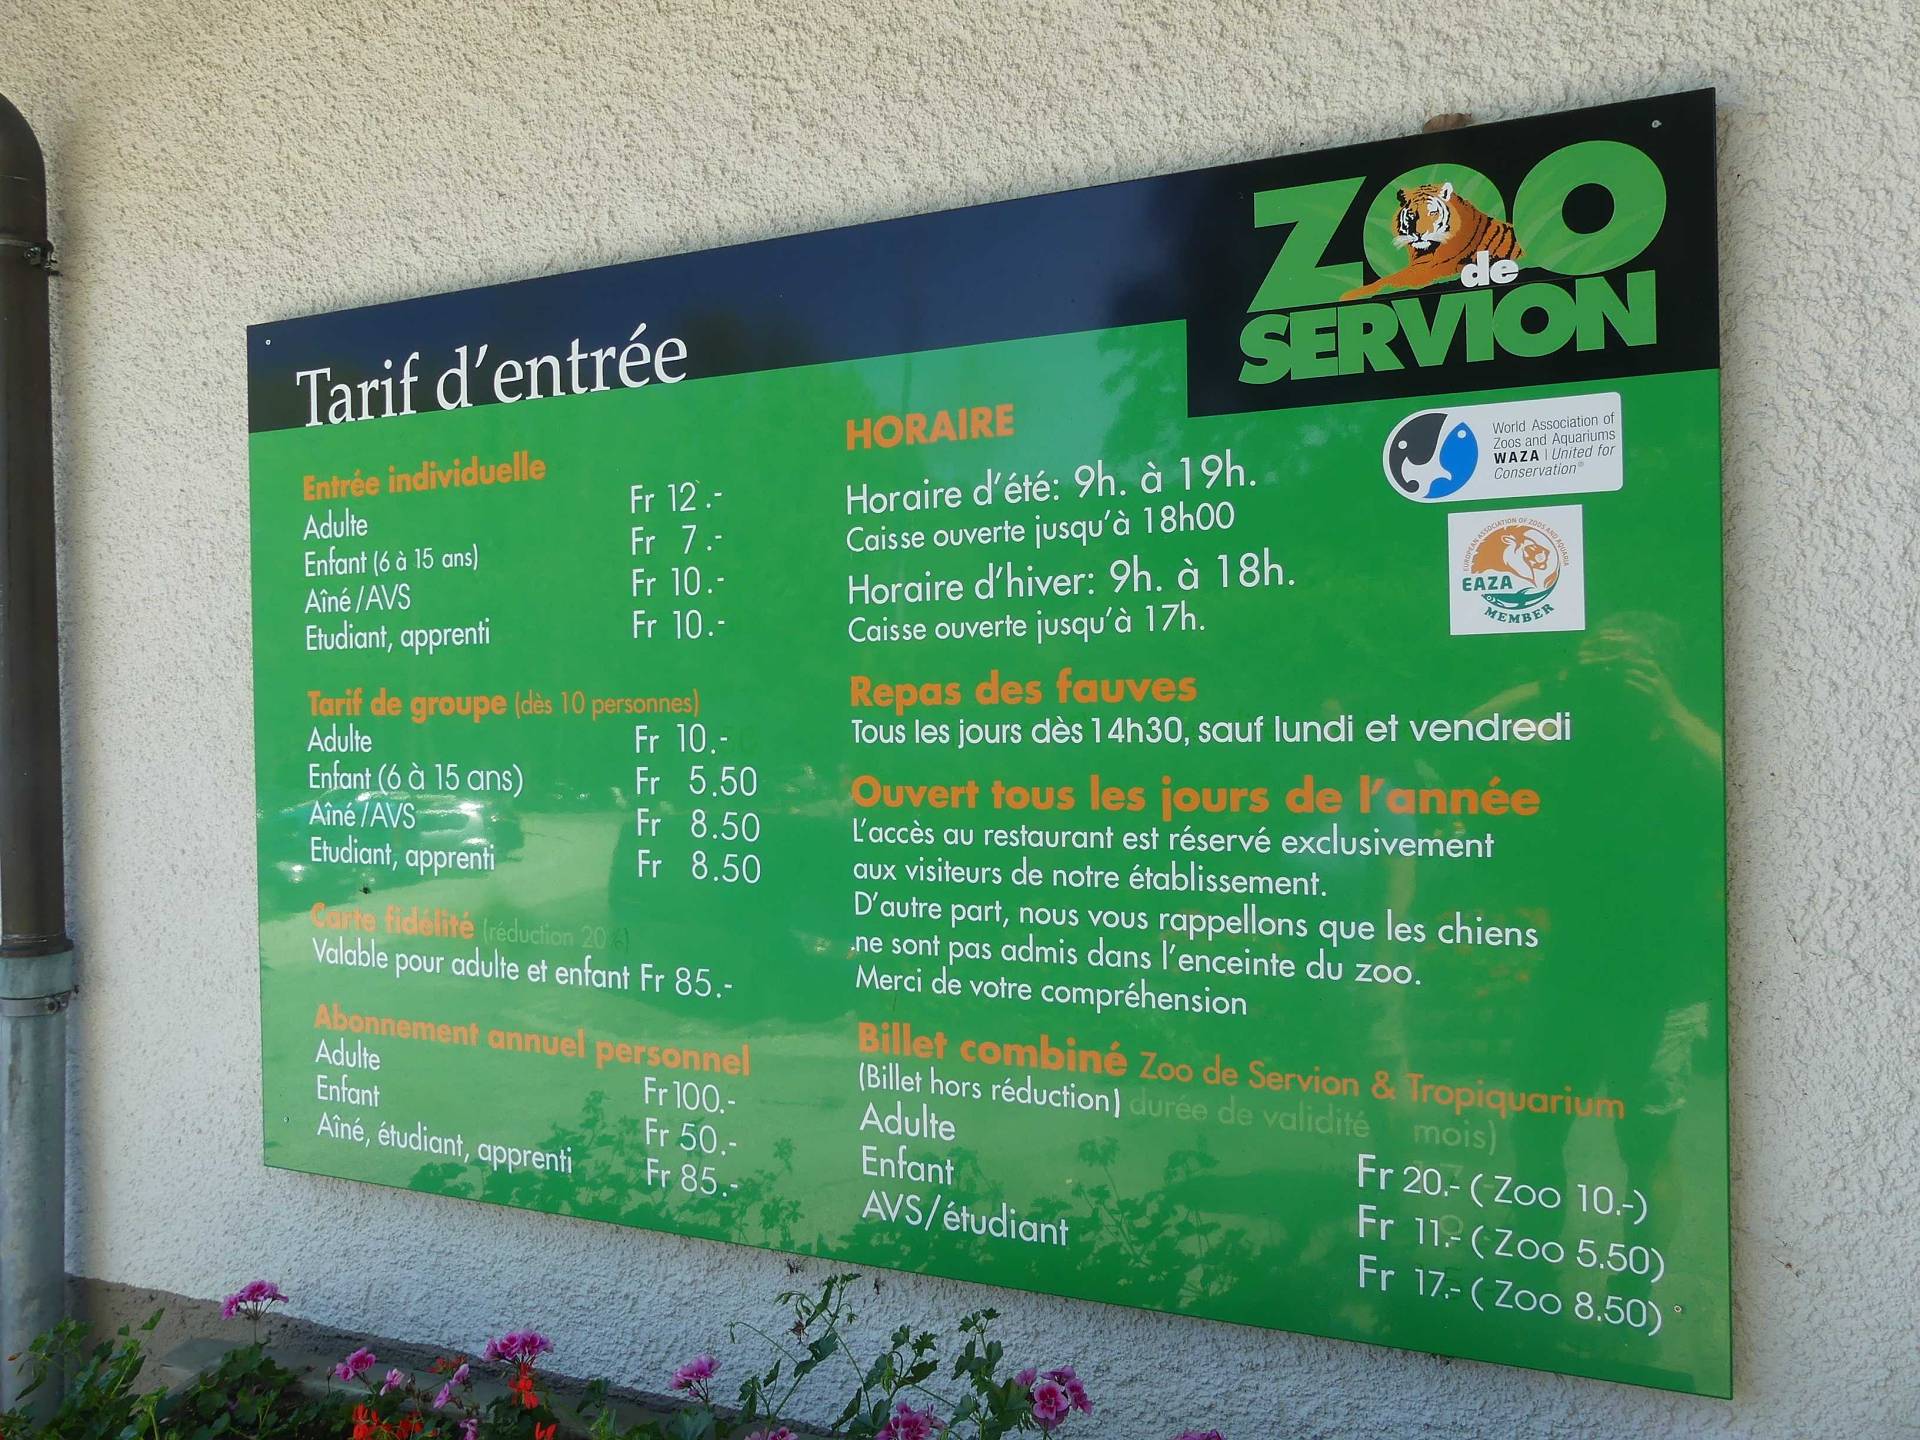 ZOO
de
SERVION
Tarif d'entrée
Entrée individuelle
Adulte Fr 12.-
Enfant (6 à 15 ans) Fr 7.-
Aîné/AVS Fr 10.-
Etudiant, apprenti Fr 10.-
Tarif de groupe (dès 10 personnes)
Adulte Fr 10.-
Enfant (6 à 15 ans) Fr 5.50
Aîné/AVS Fr 8.50
Etudiant, apprenti Fr 8.50
Carte fidélité (réduction 20%)
Valable pour adulte et enfant Fr 85.-
Abonnement annuel personnel
Adulte Fr 100.-
Enfant Fr 50.-
Aîné, étudiant, apprenti Fr 85.-
HORAIRE
Horaire d'été: 9h. à 19h.
Caisse ouverte jusqu'à 18h00
Horaire d'hiver: 9h. à 18h.
Caisse ouverte jusqu'à 17h.
Repas des fauves
Tous les jours dès 14h30, sauf lundi et vendredi
Ouvert tous les jours de l'année
L'accès au restaurant est réservé exclusivement
aux visiteurs de notre établissement.
D'autre part, nous vous rappellons que les chiens
ne sont pas admis dans l'enceinte du zoo.
Merci de votre compréhension
Billet combiné Zoo de Servion & Tropiquarium
(Billet hors réduction) durée de validité mois)
Adulte Fr 20.- ( Zoo 10.-)
Enfant Fr 11.- ( Zoo 5.50)
AVS/étudiant Fr 17.- ( Zoo 8.50)
World Association of
Zoos and Aquariums
WAZA | United for
Conservation®
EUROPEAN ASSOCIATION OF ZOOS AND AQUARIA
EAZA
MEMBER